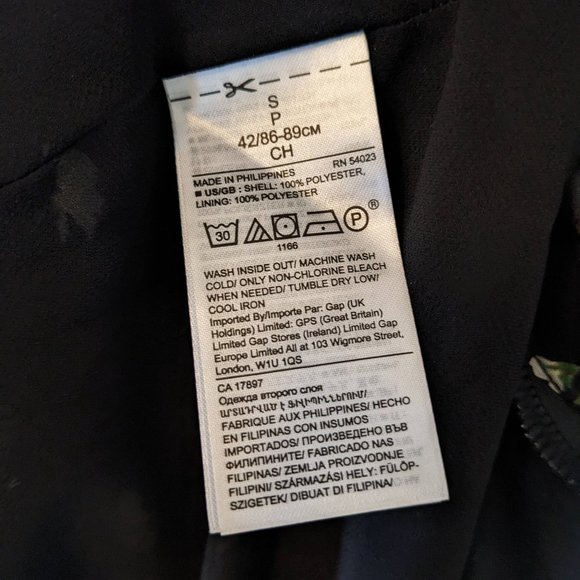 S
P
42/86-89CM
CH
MADE IN PHILIPPINES RN 54023
■ US/GB : SHELL: 100% POLYESTER,
LINING: 100% POLYESTER
30 P ®
1166
WASH INSIDE OUT/ MACHINE WASH
COLD/ ONLY NON-CHLORINE BLEACH
WHEN NEEDED/ TUMBLE DRY LOW/
COOL IRON
Imported By/Importe Par: Gap (UK
Holdings) Limited: GPS (Great Britain)
Limited Gap Stores (Ireland) Limited Gap
Europe Limited All at 103 Wigmore Street,
London, W1U 1QS
CA 17897
Одежда второго слоя
ԱՐՏԱԴՐՎԱԾ Է ՖԻԼԻՊԻՆՆԵՐՈՒՄ/
FABRIQUE AUX PHILIPPINES/ HECHO
EN FILIPINAS CON INSUMOS
IMPORTADOS/ ПРОИЗВЕДЕНО ВЪВ
ФИЛИПИНИТЕ/ FABRICADO NAS
FILIPINAS/ ZEMLJA PROIZVODNJE
FILIPINI/ SZÁRMAZÁSI HELY: FÜLÖP-
SZIGETEK/ DIBUAT DI FILIPINA/